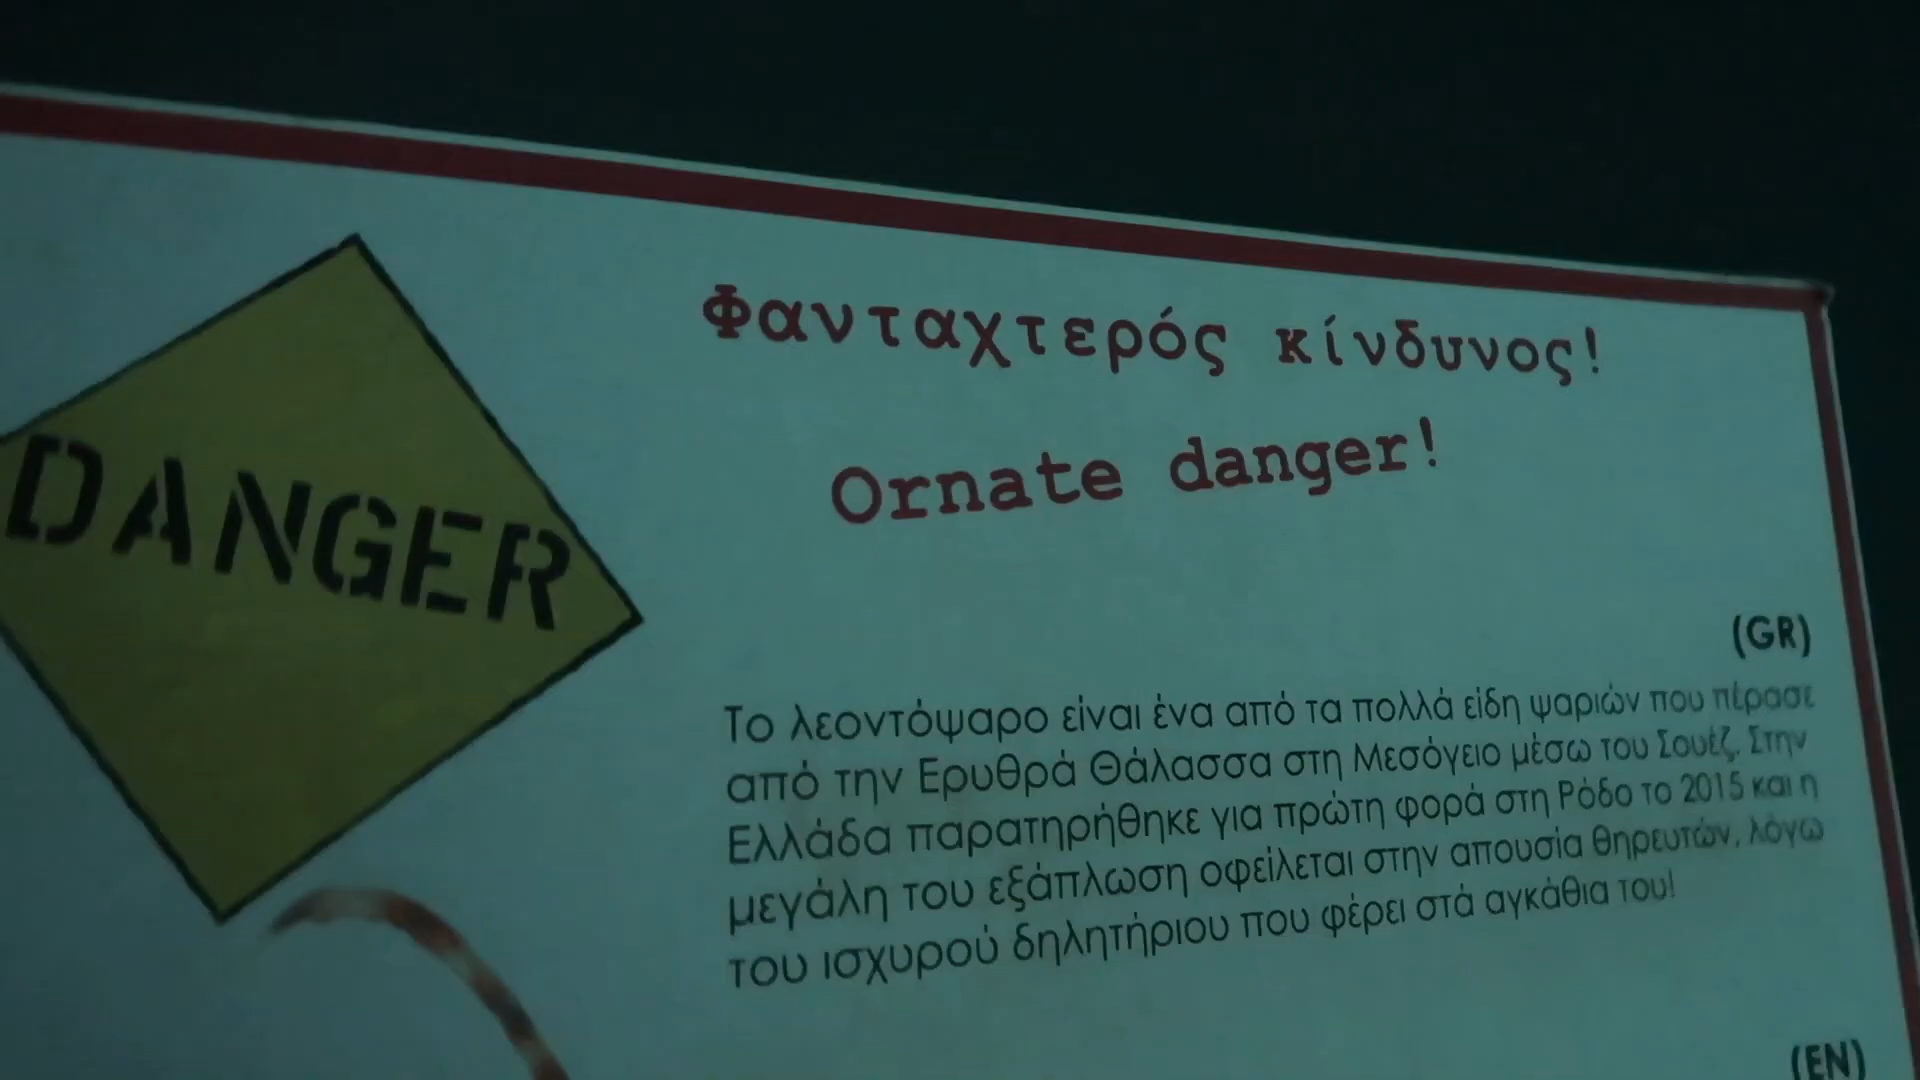 DANGER
Φανταχτερός κίνδυνος!
Ornate danger!
(GR)
Το λεοντόψαρο είναι ένα από τα πολλά είδη ψαριών που πέρασε
από την Ερυθρά Θάλασσα στη Μεσόγειο μέσω του Σουέζ. Στην
Ελλάδα παρατηρήθηκε για πρώτη φορά στη Ρόδο το 2015 και η
μεγάλη του εξάπλωση οφείλεται στην απουσία θηρευτών, λόγω
του ισχυρού δηλητήριου που φέρει στά αγκάθια του!
(EN)